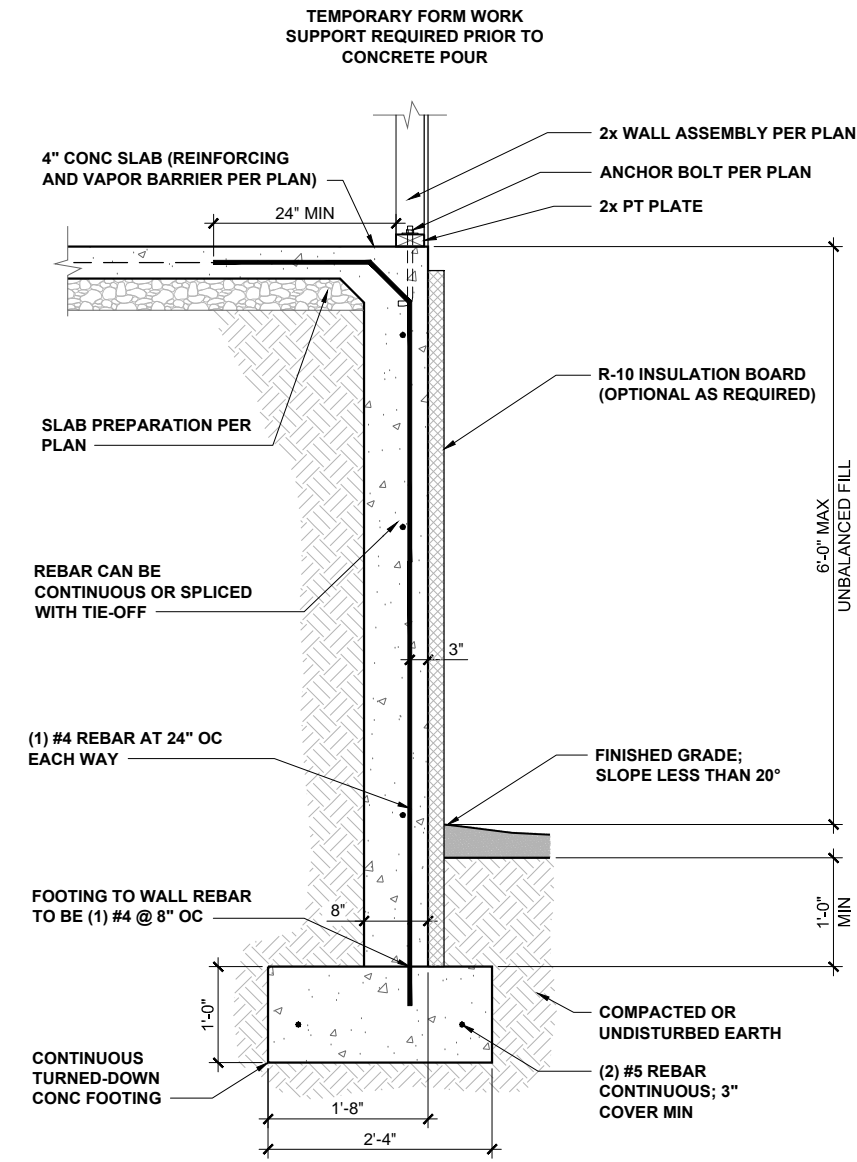 TEMPORARY FORM WORK
SUPPORT REQUIRED PRIOR TO
CONCRETE POUR
2x WALL ASSEMBLY PER PLAN
4" CONC SLAB (REINFORCING
AND VAPOR BARRIER PER PLAN)
ANCHOR BOLT PER PLAN
24" MIN
2x PT PLATE
R-10 INSULATION BOARD
(OPTIONAL AS REQUIRED)
SLAB PREPARATION PER
PLAN
6'-0" MAX
UNBALANCED FILL
REBAR CAN BE
CONTINUOUS OR SPLICED
WITH TIE-OFF
3"
(1) #4 REBAR AT 24" OC
EACH WAY
FINISHED GRADE;
SLOPE LESS THAN 20°
FOOTING TO WALL REBAR
TO BE (1) #4 @ 8" OC
8"
1'-0"
MIN
1'-0"
COMPACTED OR
UNDISTURBED EARTH
CONTINUOUS
TURNED-DOWN
CONC FOOTING
(2) #5 REBAR
CONTINUOUS; 3"
COVER MIN
1'-8"
2'-4"